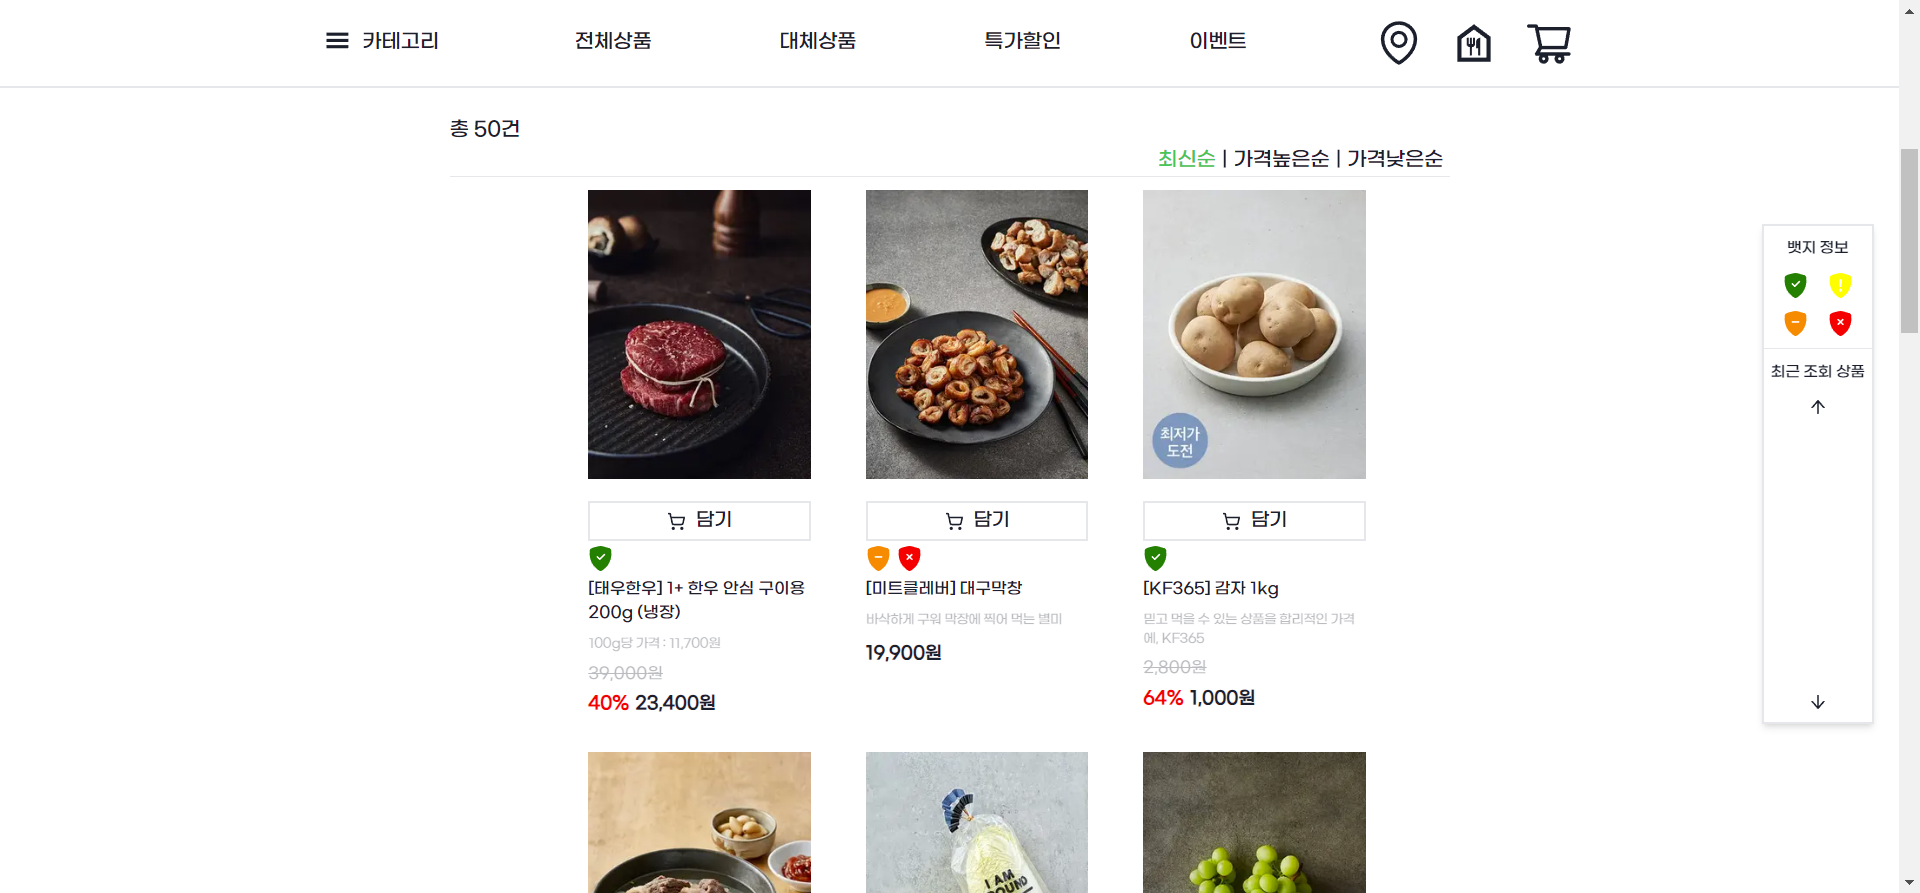 카테고리
전체상품
대체상품
특가할인
이벤트
총 50건
최신순 | 가격높은순 | 가격낮은순
최저가
도전
담기
담기
담기
[태우한우] 1+ 한우 안심 구이용
200g (냉장)
100g당 가격 : 11,700원
39,000원
40% 23,400원
[미트클레버] 대구막창
바삭하게 구워 막장에 찍어 먹는 별미
19,900원
[KF365] 감자 1kg
믿고 먹을 수 있는 상품을 합리적인 가격
에, KF365
2,800원
64% 1,000원
I AM
뱃지 정보
최근 조회 상품